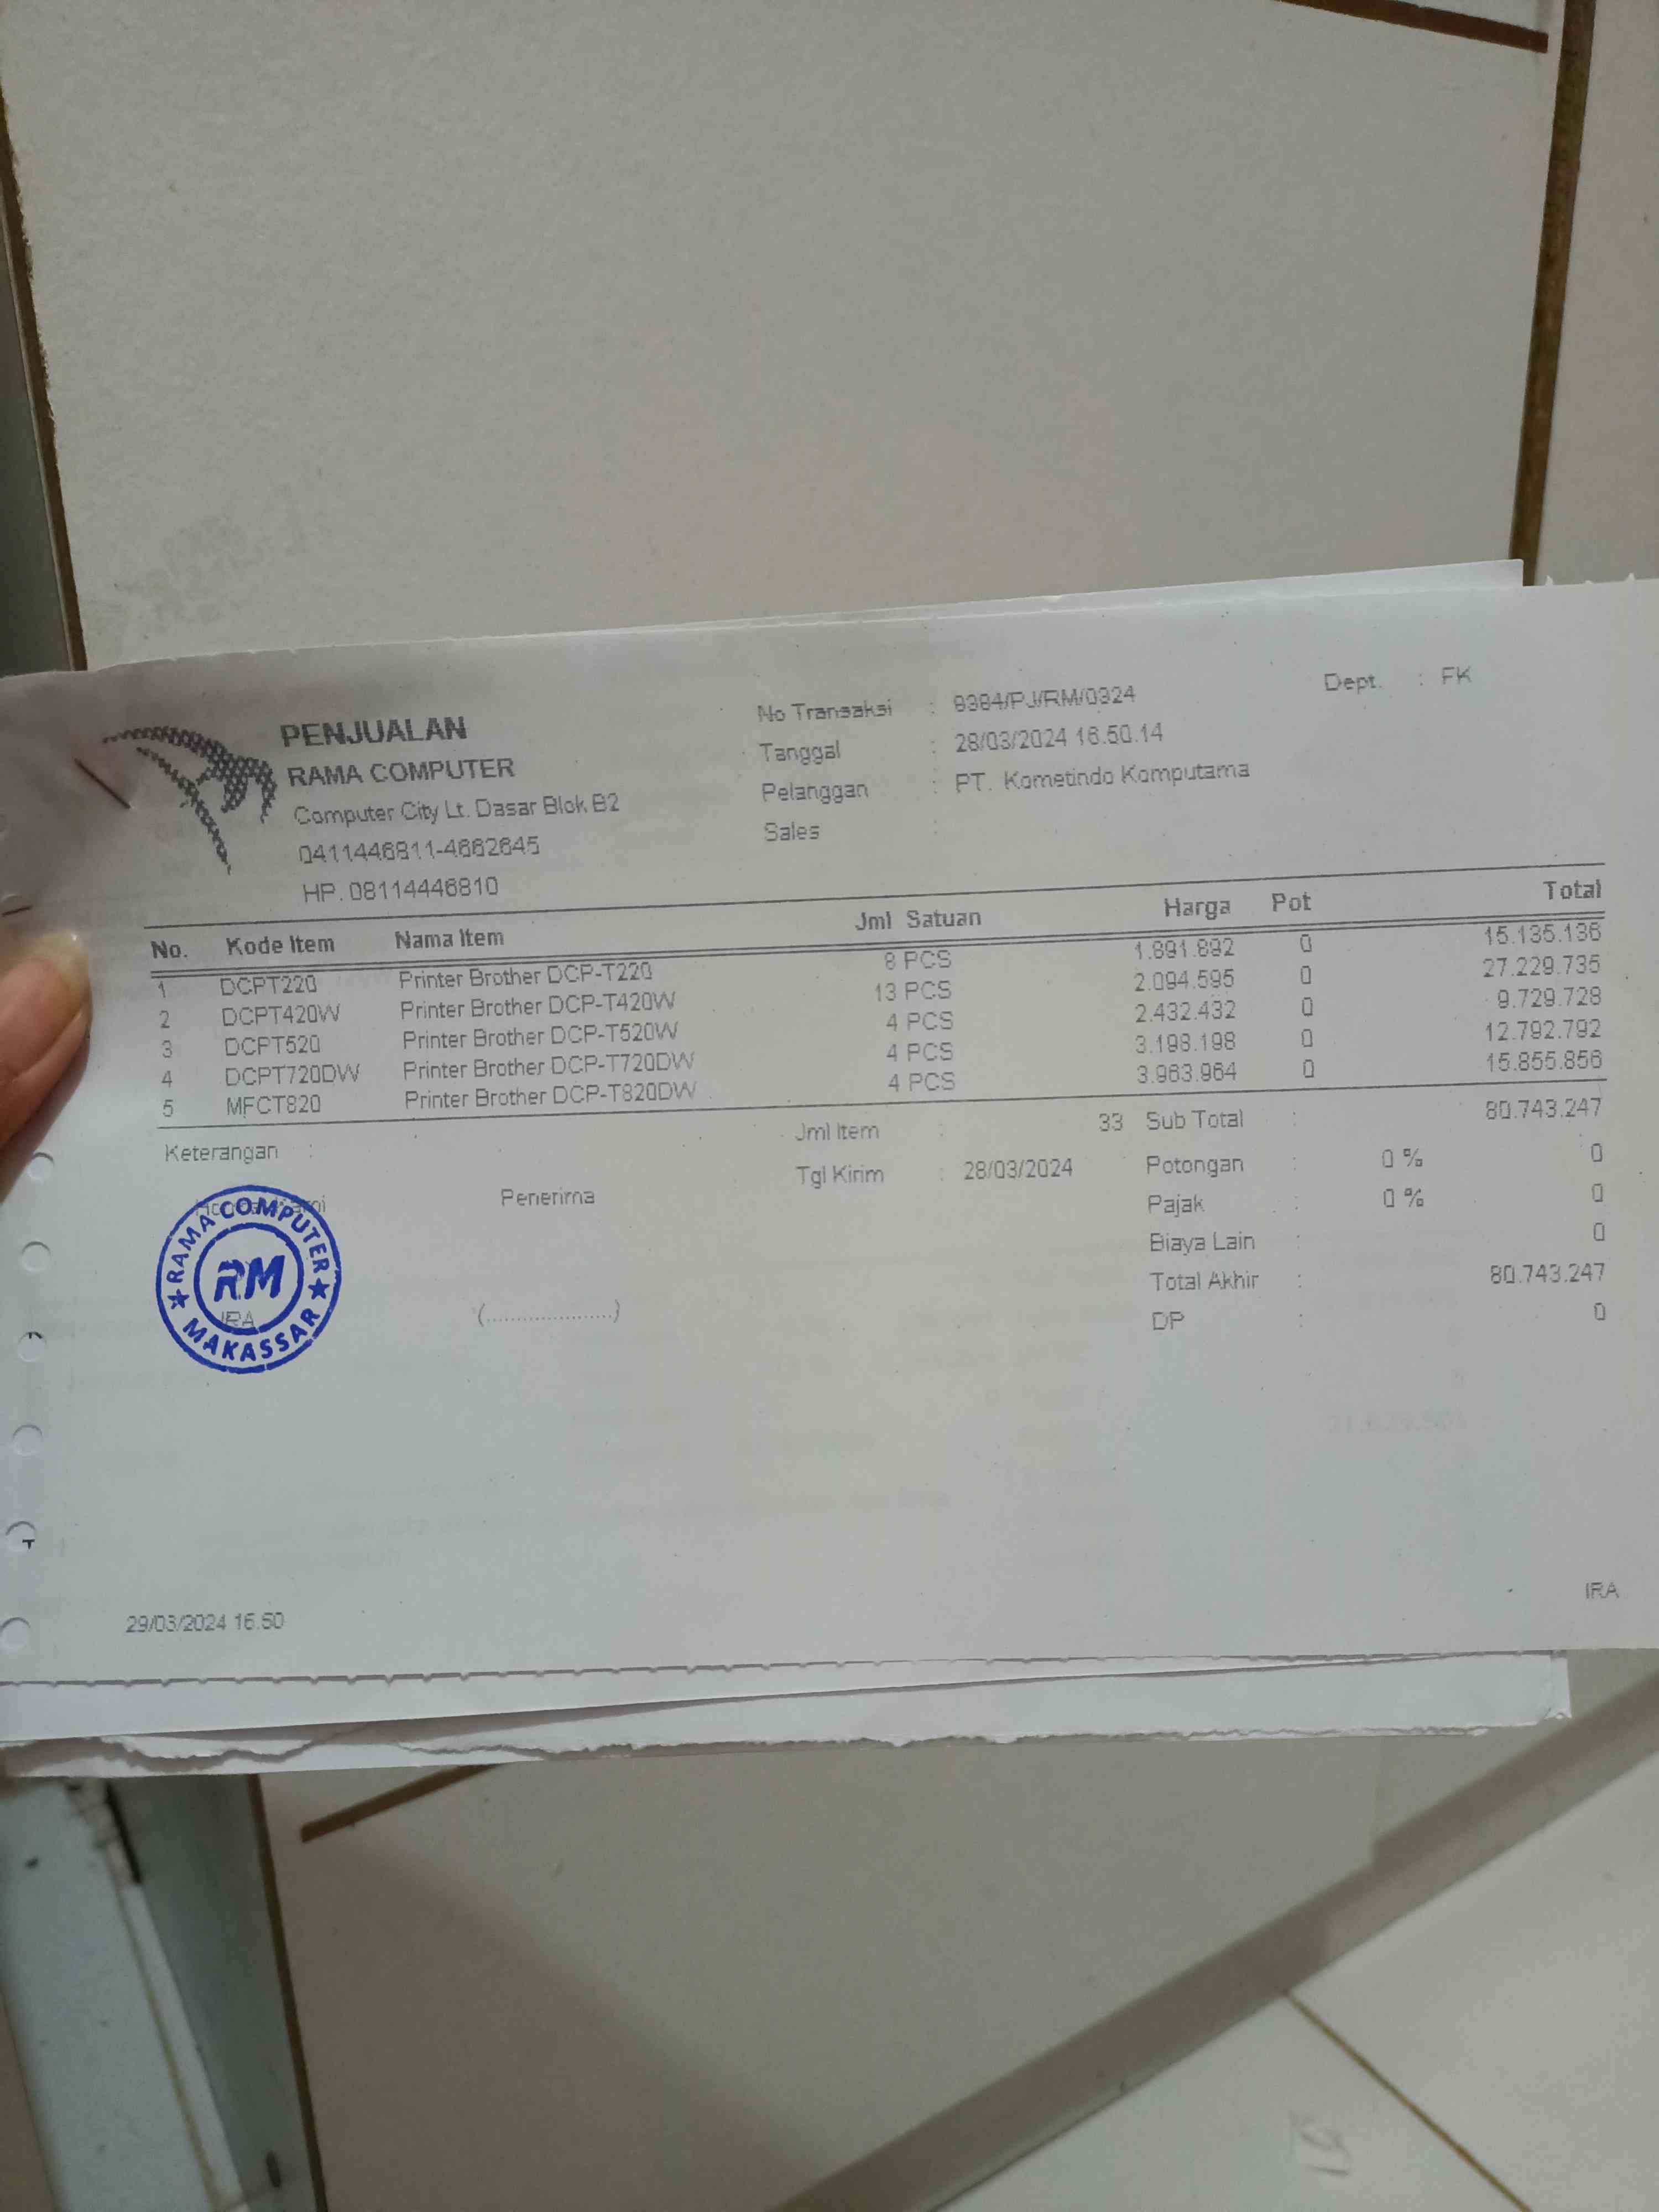 PENJUALAN
RAMA COMPUTER
Computer City Lt. Dasar Blok B2
0411446811-4662645
HP. 08114446810
No Transaksi : 9384/PJ/RM/0324
Tanggal : 28/03/2024 16.50.14
Pelanggan : PT. Kometindo Komputama
Sales :
Dept. : FK
No. Kode Item Nama Item Jml Satuan Harga Pot Total
1 DCPT220 Printer Brother DCP-T220 8 PCS 1.891.892 0 15.135.136
2 DCPT420W Printer Brother DCP-T420W 13 PCS 2.094.595 0 27.229.735
3 DCPT520 Printer Brother DCP-T520W 4 PCS 2.432.432 0 9.729.728
4 DCPT720DW Printer Brother DCP-T720DW 4 PCS 3.198.198 0 12.792.792
5 MFCT820 Printer Brother DCP-T820DW 4 PCS 3.963.964 0 15.855.856
Keterangan :
Jml Item : 33
Tgl Kirim : 28/03/2024
Sub Total : 80.743.247
Potongan : 0 % 0
Pajak : 0 % 0
Biaya Lain : 0
Total Akhir : 80.743.247
DP : 0
Penerima
(......................)
RAMA COMPUTER
RM
IRA
MAKASSAR
29/03/2024 16.50
IRA